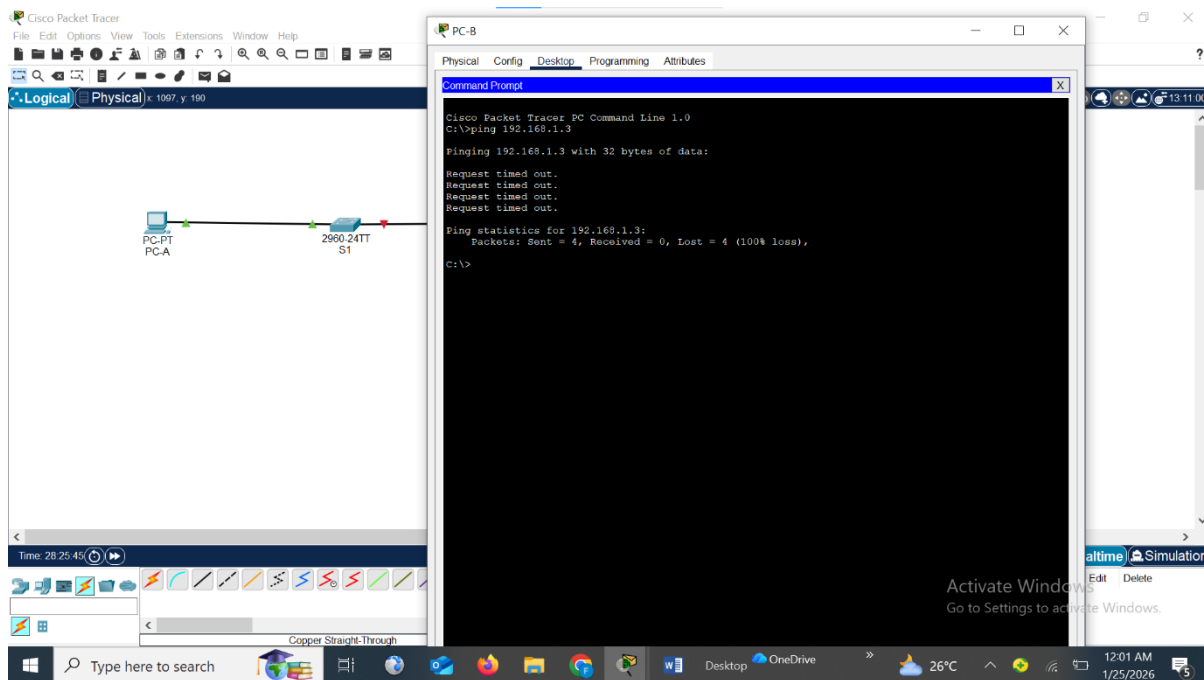 Cisco Packet Tracer
File Edit Options View Tools Extensions Window Help
?
Logical Physical x: 1097, y: 190
13:11:00
PC-PT
PC-A
2960-24TT
S1
PC-B
Physical Config Desktop Programming Attributes
Command Prompt X
Cisco Packet Tracer PC Command Line 1.0
C:\>ping 192.168.1.3
Pinging 192.168.1.3 with 32 bytes of data:
Request timed out.
Request timed out.
Request timed out.
Request timed out.
Ping statistics for 192.168.1.3:
Packets: Sent = 4, Received = 0, Lost = 4 (100% loss),
C:\>
Time: 28:25:45
altime Simulation
Edit Delete
Copper Straight-Through
Activate Windows
Go to Settings to activate Windows.
Type here to search
Desktop OneDrive
»
26°C
12:01 AM
1/25/2026
5